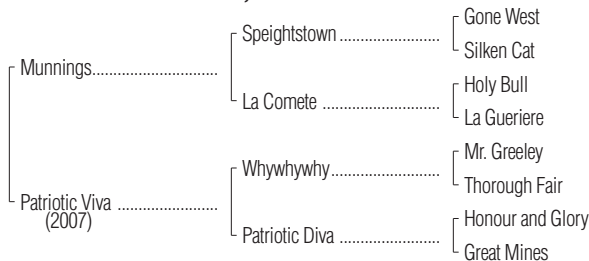 Gone West
Speightstown ..........................
Silken Cat
Munnings.............................
Holy Bull
La Comete ..............................
La Gueriere
Mr. Greeley
Whywhywhy............................
Thorough Fair
Patriotic Viva .......................
(2007)
Honour and Glory
Patriotic Diva ..........................
Great Mines